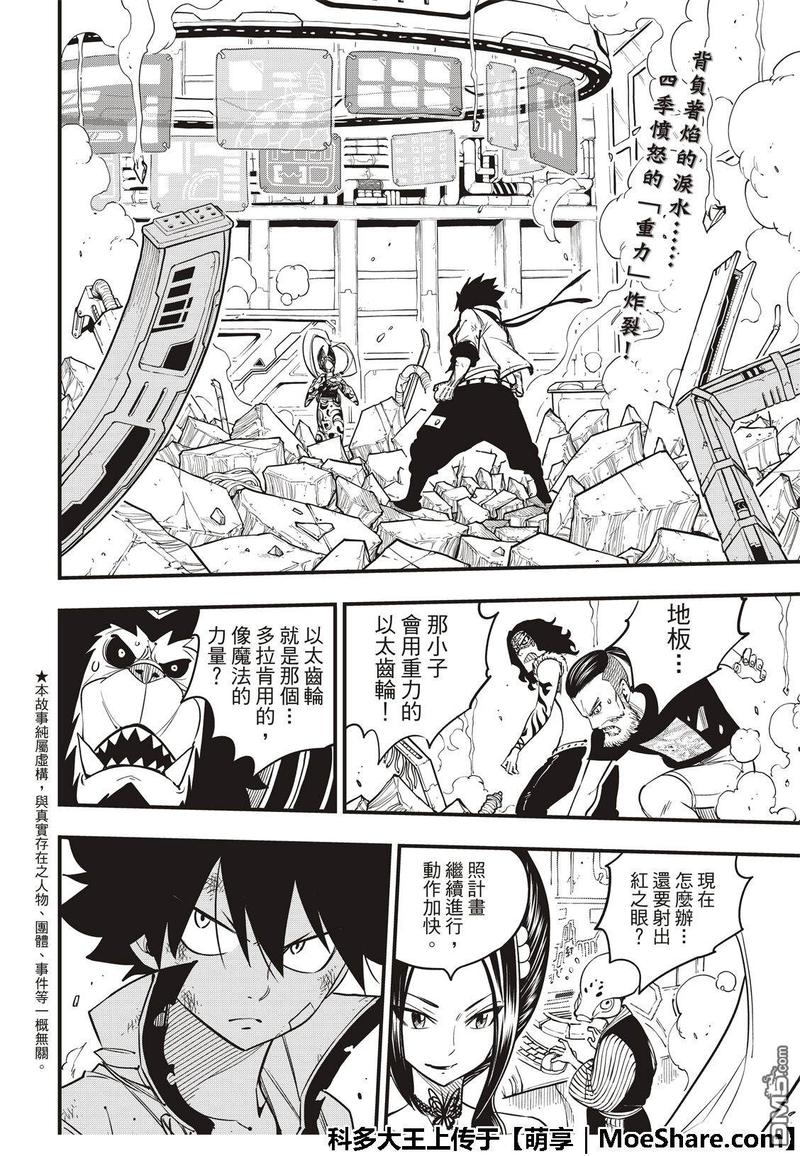 背負著焰的淚水……
四季憤怒的「重力」炸裂！
地板…
那小子
會用重力的
以太齒輪！
以太齒輪
就是那個…
多拉肯用的，
像魔法的
力量？
現在
怎麼辦…
還要射出
紅之眼？
照計畫
繼續進行，
動作加快。
★本故事純屬虛構，與真實存在之人物、團體、事件等一概無關。
科多大王上传于【萌享】MoeShare.com】